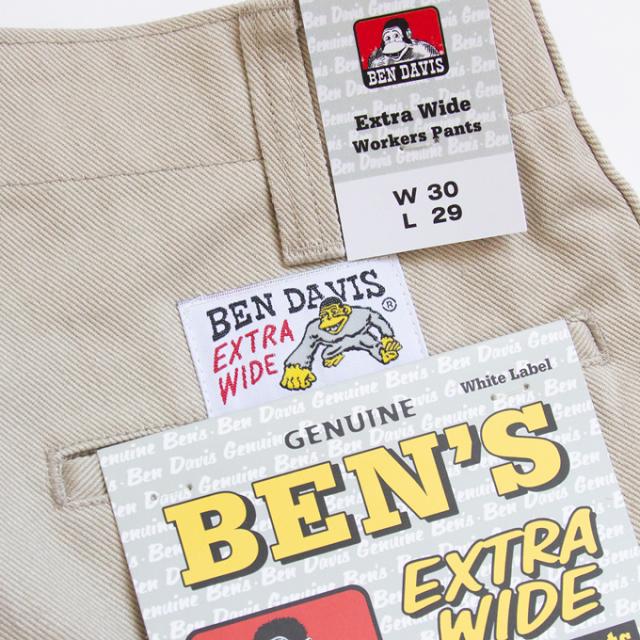 BEN DAVIS
Extra Wide
Workers Pants
W 30
L 29
BEN DAVIS
®
EXTRA
WIDE
White Label
GENUINE
BEN'S
EXTRA
WIDE